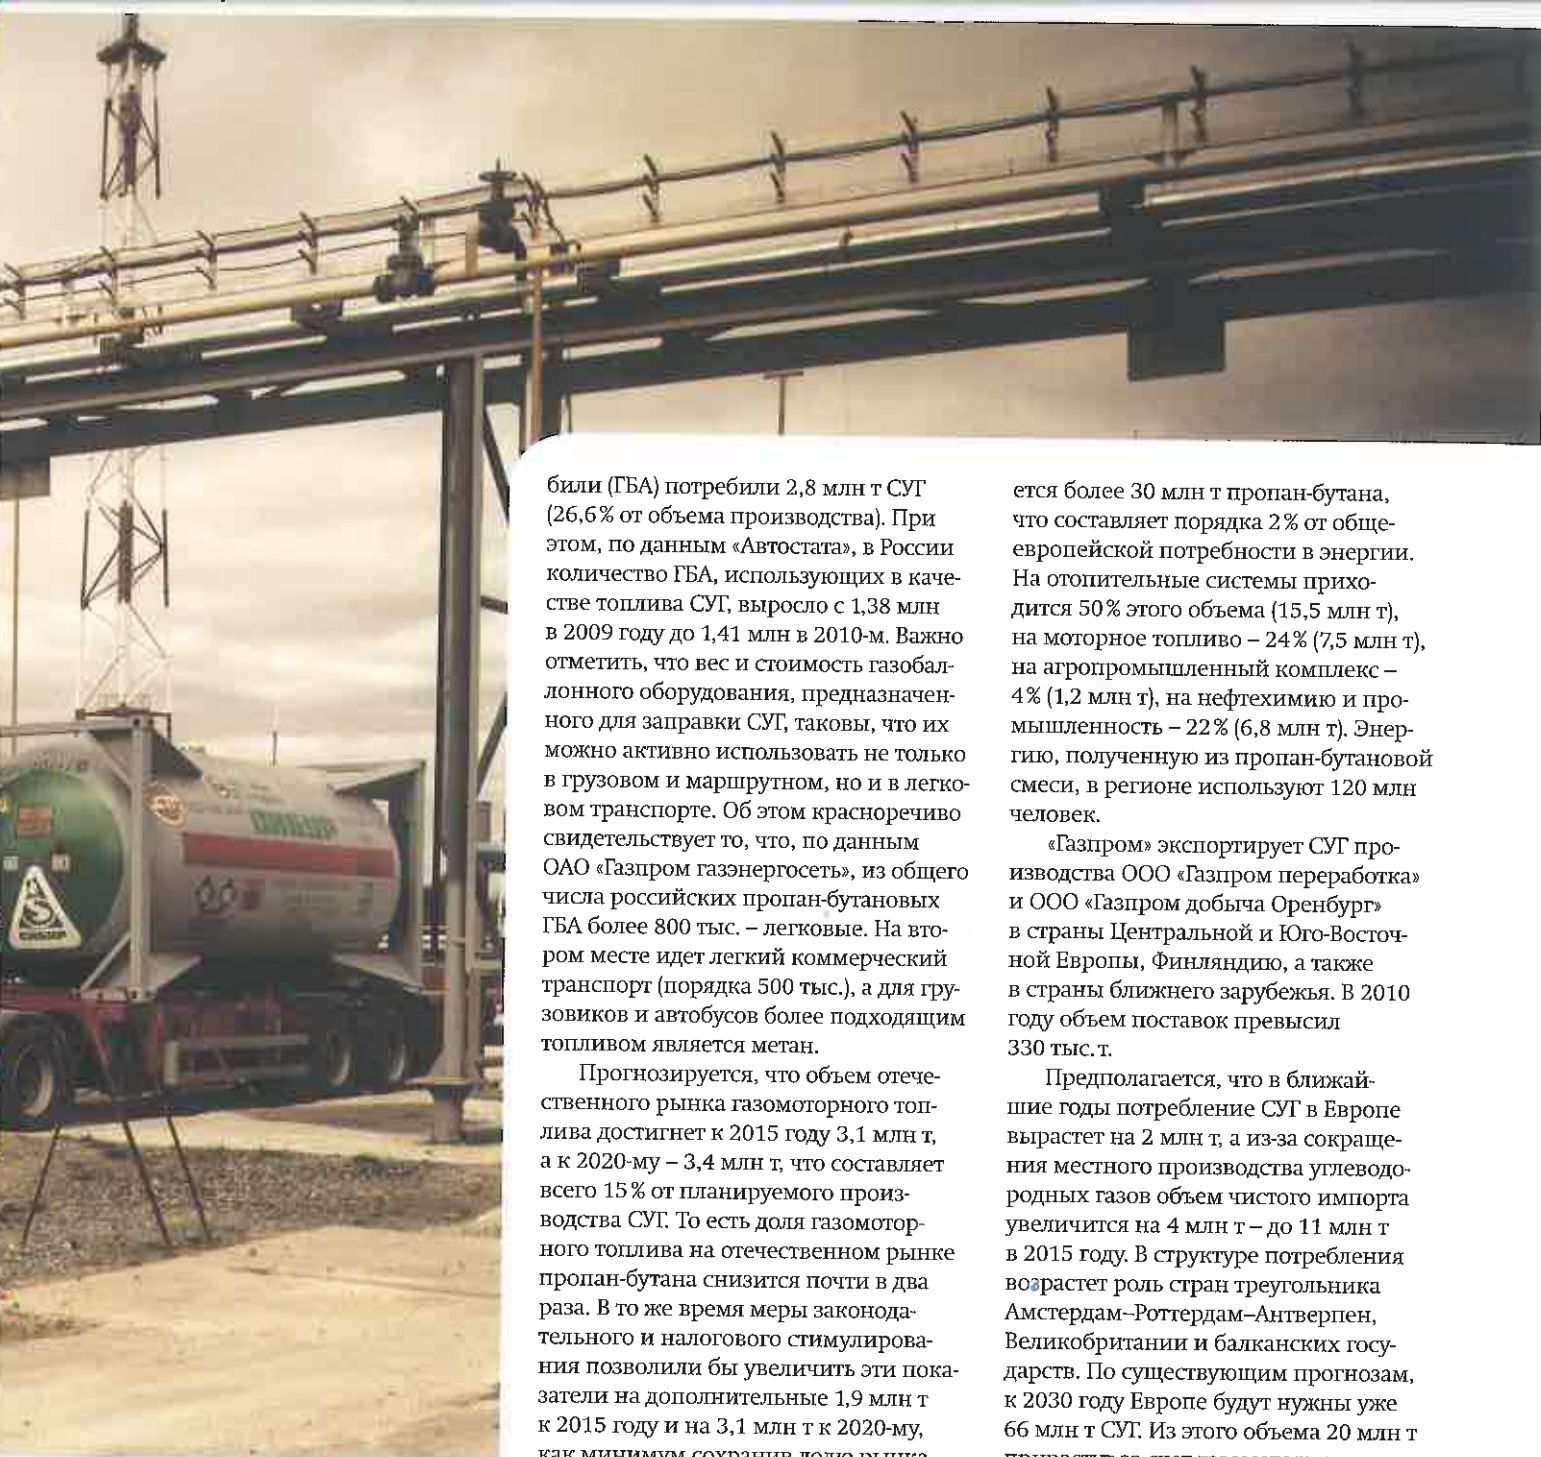 СИБУР
СИБУР
били (ГБА) потребили 2,8 млн т СУГ
(26,6 % от объема производства). При
этом, по данным «Автостата», в России
количество ГБА, использующих в каче-
стве топлива СУГ, выросло с 1,38 млн
в 2009 году до 1,41 млн в 2010-м. Важно
отметить, что вес и стоимость газобал-
лонного оборудования, предназначен-
ного для заправки СУГ, таковы, что их
можно активно использовать не только
в грузовом и маршрутном, но и в легко-
вом транспорте. Об этом красноречиво
свидетельствует то, что, по данным
ОАО «Газпром газэнергосеть», из общего
числа российских пропан-бутановых
ГБА более 800 тыс. – легковые. На вто-
ром месте идет легкий коммерческий
транспорт (порядка 500 тыс.), а для гру-
зовиков и автобусов более подходящим
топливом является метан.
Прогнозируется, что объем отече-
ственного рынка газомоторного топ-
лива достигнет к 2015 году 3,1 млн т,
а к 2020-му – 3,4 млн т, что составляет
всего 15 % от планируемого произ-
водства СУГ. То есть доля газомотор-
ного топлива на отечественном рынке
пропан-бутана снизится почти в два
раза. В то же время меры законода-
тельного и налогового стимулирова-
ния позволили бы увеличить эти пока-
затели на дополнительные 1,9 млн т
к 2015 году и на 3,1 млн т к 2020-му,
как минимум сохранив долю рынка
ется более 30 млн т пропан-бутана,
что составляет порядка 2 % от обще-
европейской потребности в энергии.
На отопительные системы прихо-
дится 50 % этого объема (15,5 млн т),
на моторное топливо – 24 % (7,5 млн т),
на агропромышленный комплекс –
4 % (1,2 млн т), на нефтехимию и про-
мышленность – 22 % (6,8 млн т). Энер-
гию, полученную из пропан-бутановой
смеси, в регионе используют 120 млн
человек.
«Газпром» экспортирует СУГ про-
изводства ООО «Газпром переработка»
и ООО «Газпром добыча Оренбург»
в страны Центральной и Юго-Восточ-
ной Европы, Финляндию, а также
в страны ближнего зарубежья. В 2010
году объем поставок превысил
330 тыс. т.
Предполагается, что в ближай-
шие годы потребление СУГ в Европе
вырастет на 2 млн т, а из-за сокраще-
ния местного производства углеводо-
родных газов объем чистого импорта
увеличится на 4 млн т – до 11 млн т
в 2015 году. В структуре потребления
возрастет роль стран треугольника
Амстердам–Роттердам–Антверпен,
Великобритании и балканских госу-
дарств. По существующим прогнозам,
к 2030 году Европе будут нужны уже
66 млн т СУГ. Из этого объема 20 млн т